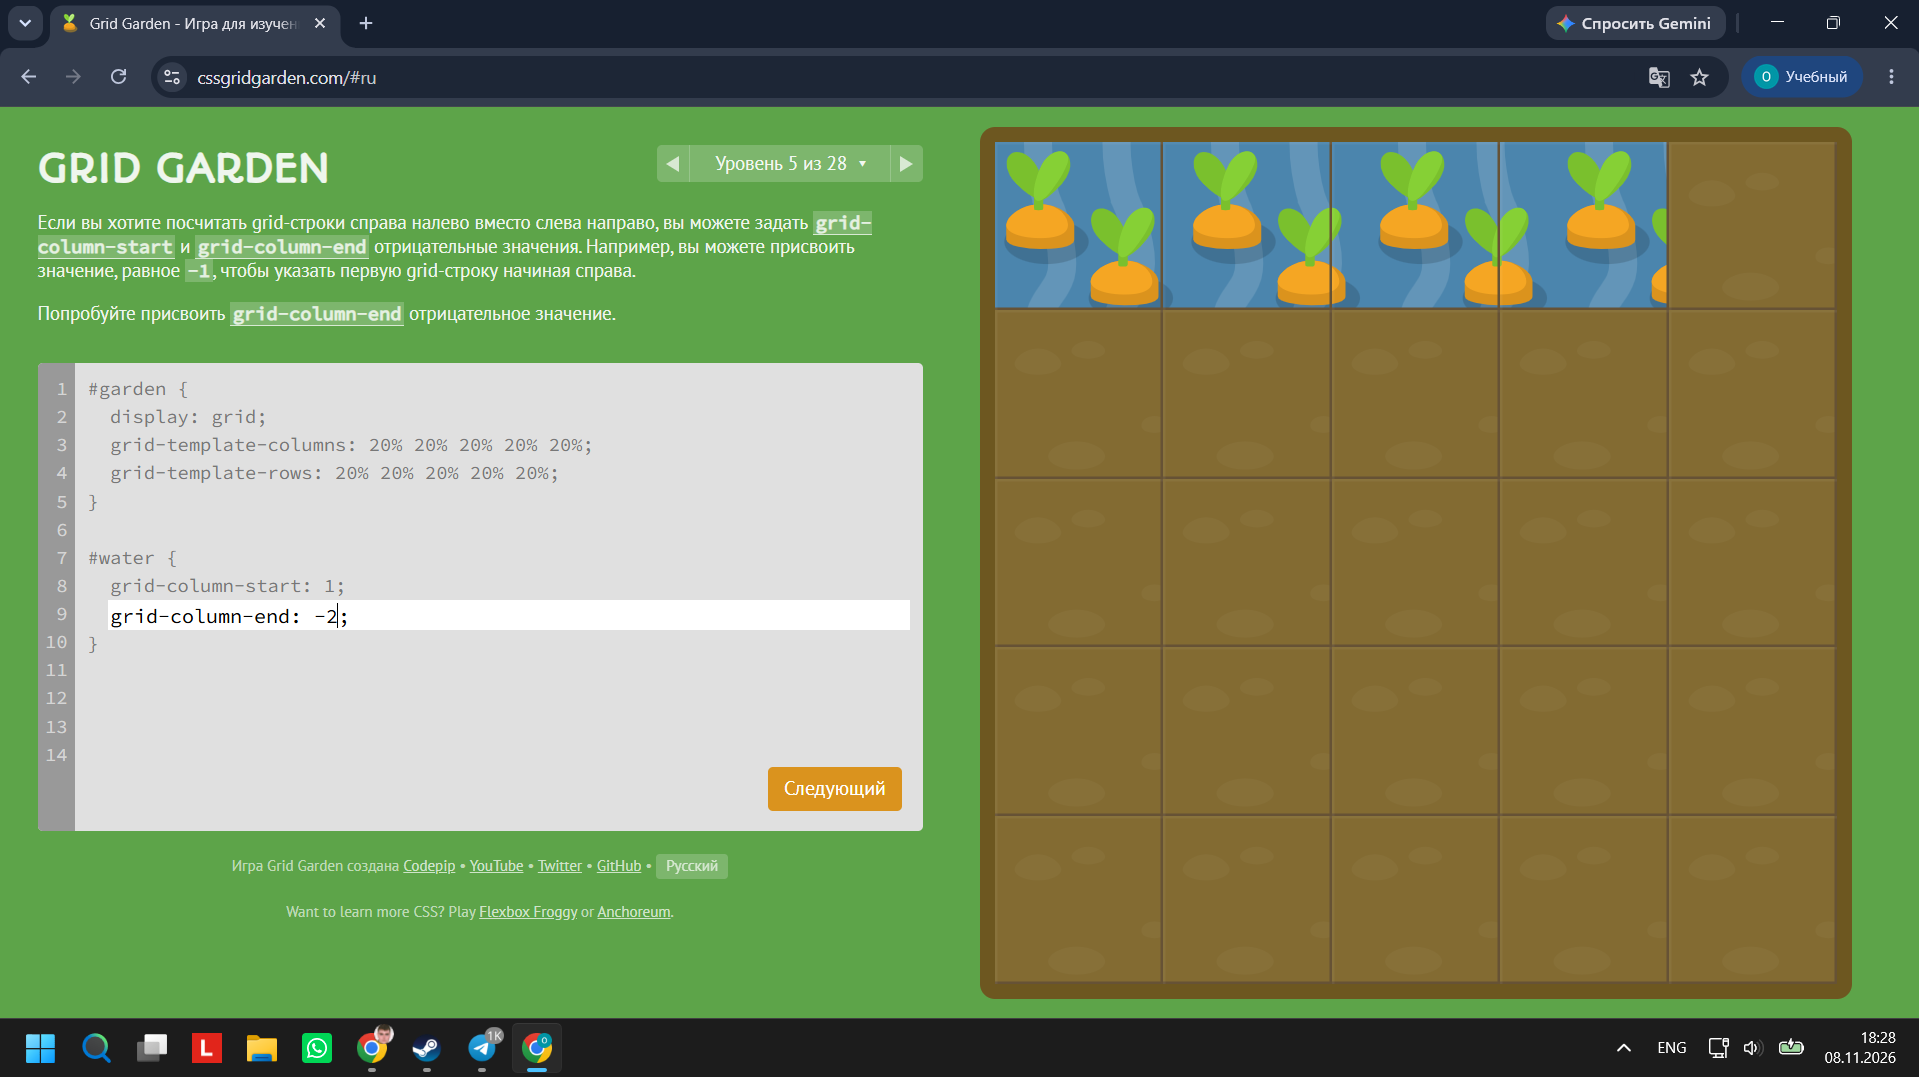 Grid Garden - Игра для изучен
Спросить Gemini
cssgridgarden.com/#ru
O Учебный
GRID GARDEN
Уровень 5 из 28
Если вы хотите посчитать grid-строки справа налево вместо слева направо, вы можете задать grid-
column-start и grid-column-end отрицательные значения. Например, вы можете присвоить
значение, равное -1, чтобы указать первую grid-строку начиная справа.
Попробуйте присвоить grid-column-end отрицательное значение.
1 #garden {
2 display: grid;
3 grid-template-columns: 20% 20% 20% 20% 20%;
4 grid-template-rows: 20% 20% 20% 20% 20%;
5 }
6
7 #water {
8 grid-column-start: 1;
9 grid-column-end: -2;
10 }
11
12
13
14
Следующий
Игра Grid Garden создана Codepip • YouTube • Twitter • GitHub • Русский
Want to learn more CSS? Play Flexbox Froggy or Anchoreum.
L
1K
O
ENG
18:28
08.11.2026